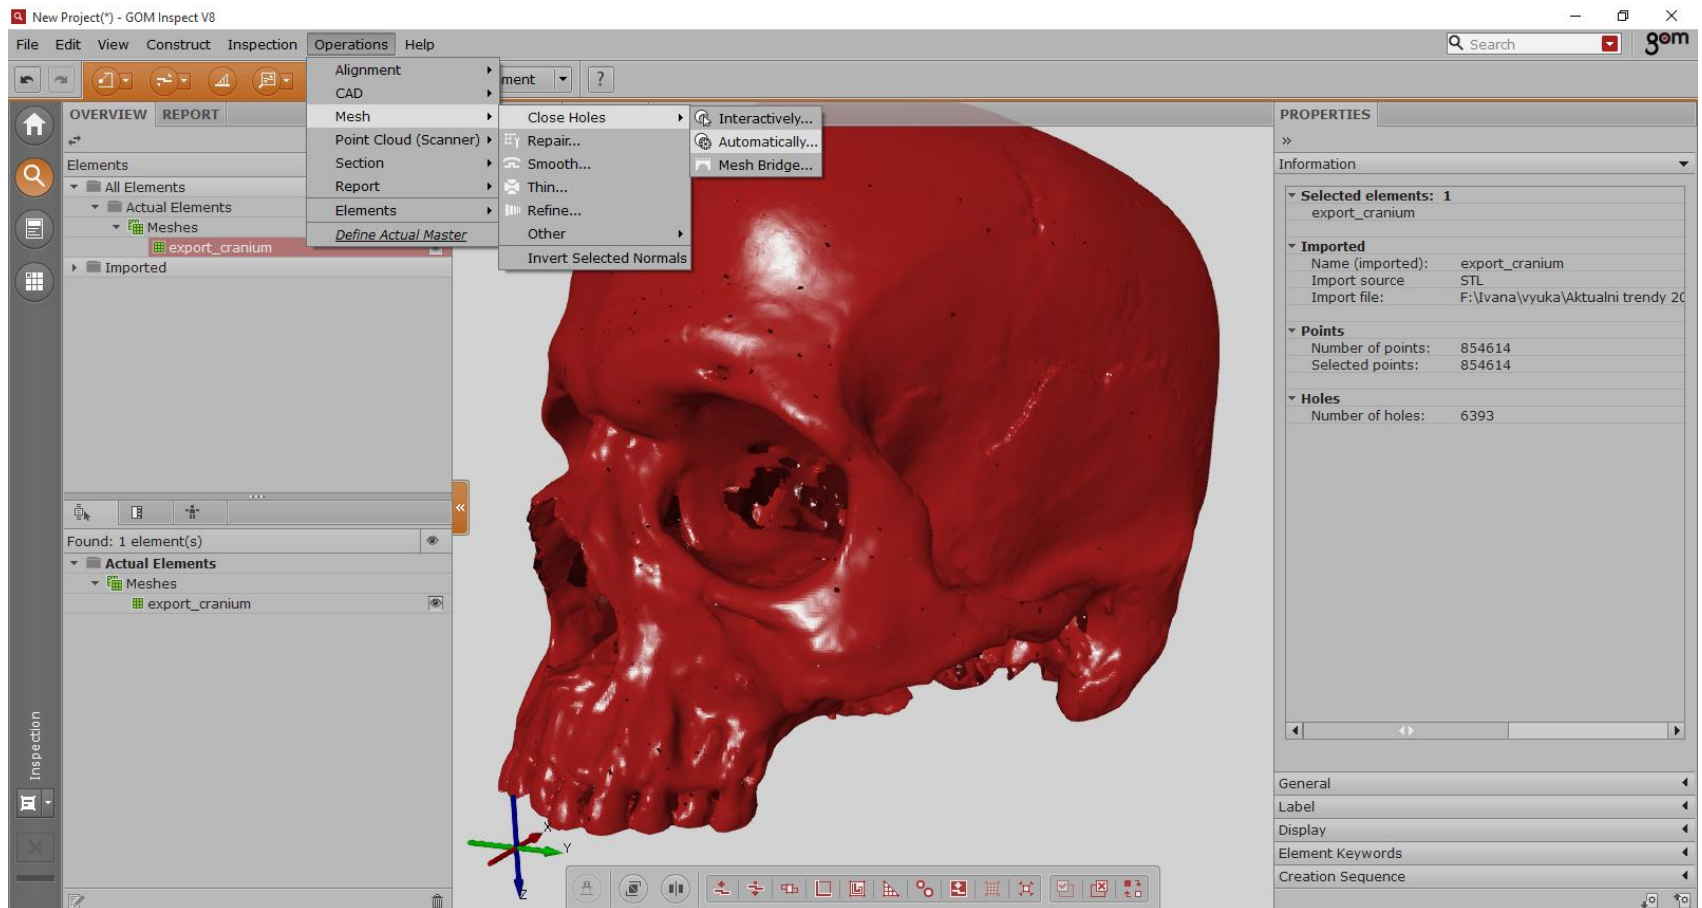 New Project(*) - GOM Inspect V8
File Edit View Construct Inspection Operations Help
Search
gom
Alignment
CAD
Mesh
Point Cloud (Scanner)
Section
Report
Elements
Define Actual Master
ment
?
Close Holes
Repair...
Smooth...
Thin...
Refine...
Other
Invert Selected Normals
Interactively...
Automatically...
Mesh Bridge...
OVERVIEW REPORT
Elements
All Elements
Actual Elements
Meshes
export_cranium
Imported
Found: 1 element(s)
Actual Elements
Meshes
export_cranium
Inspection
X
Y
Z
PROPERTIES
»
Information
Selected elements: 1
export_cranium
Imported
Name (imported): export_cranium
Import source STL
Import file: F:\Ivana\vyuka\Aktualni trendy 20
Points
Number of points: 854614
Selected points: 854614
Holes
Number of holes: 6393
General
Label
Display
Element Keywords
Creation Sequence